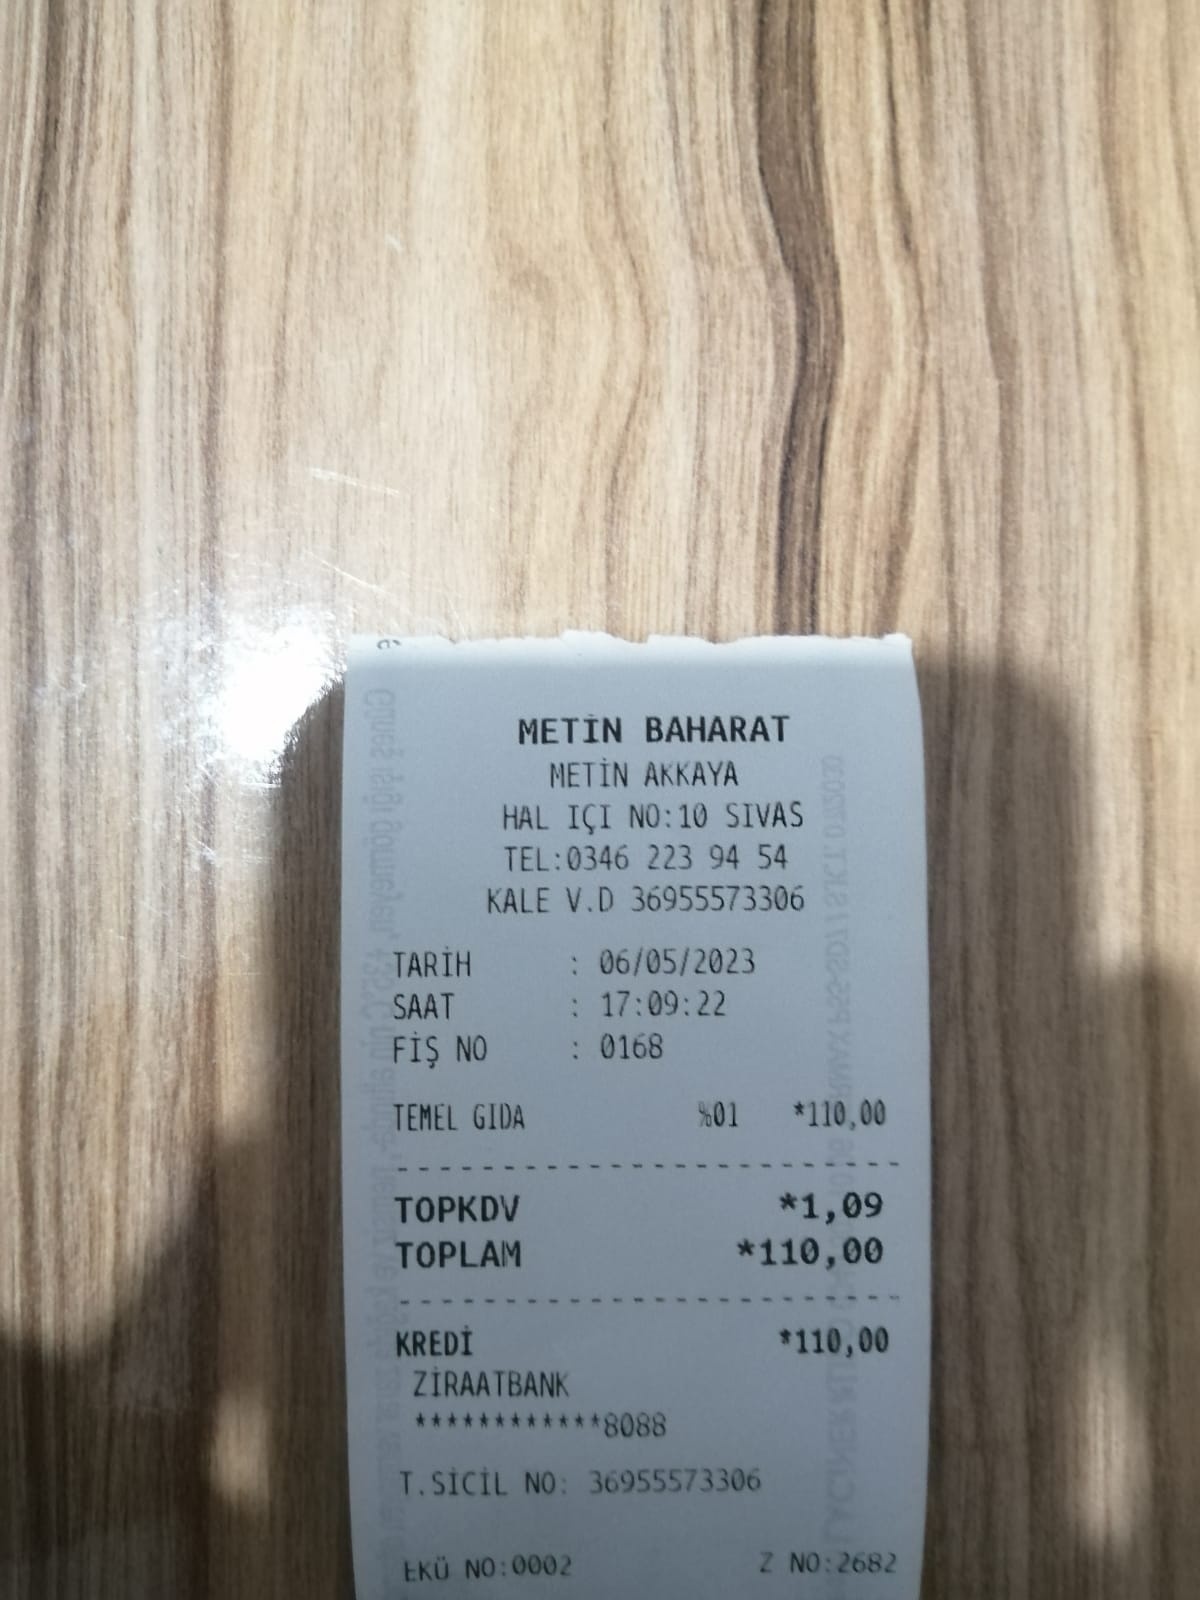 METİN BAHARAT
METİN AKKAYA
HAL IÇI NO:10 SIVAS
TEL:0346 223 94 54
KALE V.D 36955573306
TARİH : 06/05/2023
SAAT : 17:09:22
FİŞ NO : 0168
TEMEL GIDA %01 *110,00
TOPKDV *1,09
TOPLAM *110,00
KREDİ *110,00
ZİRAATBANK
************8088
T.SİCİL NO: 36955573306
EKÜ NO:0002 Z NO:2682